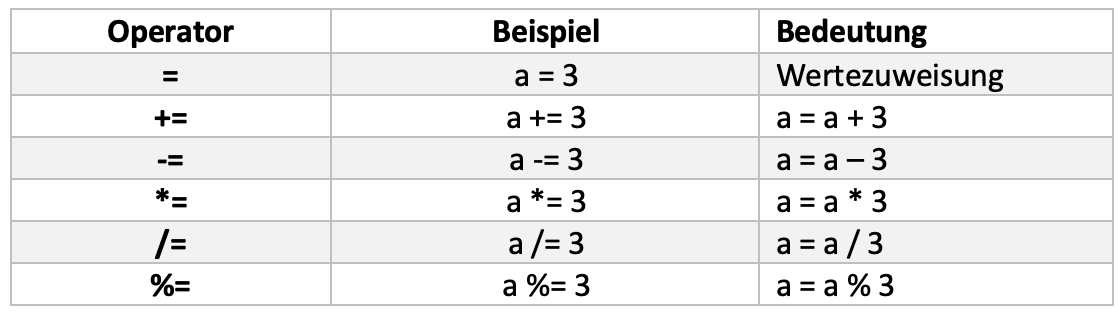 Operator Beispiel Bedeutung
= a = 3 Wertezuweisung
+= a += 3 a = a + 3
-= a -= 3 a = a – 3
*= a *= 3 a = a * 3
/= a /= 3 a = a / 3
%= a %= 3 a = a % 3